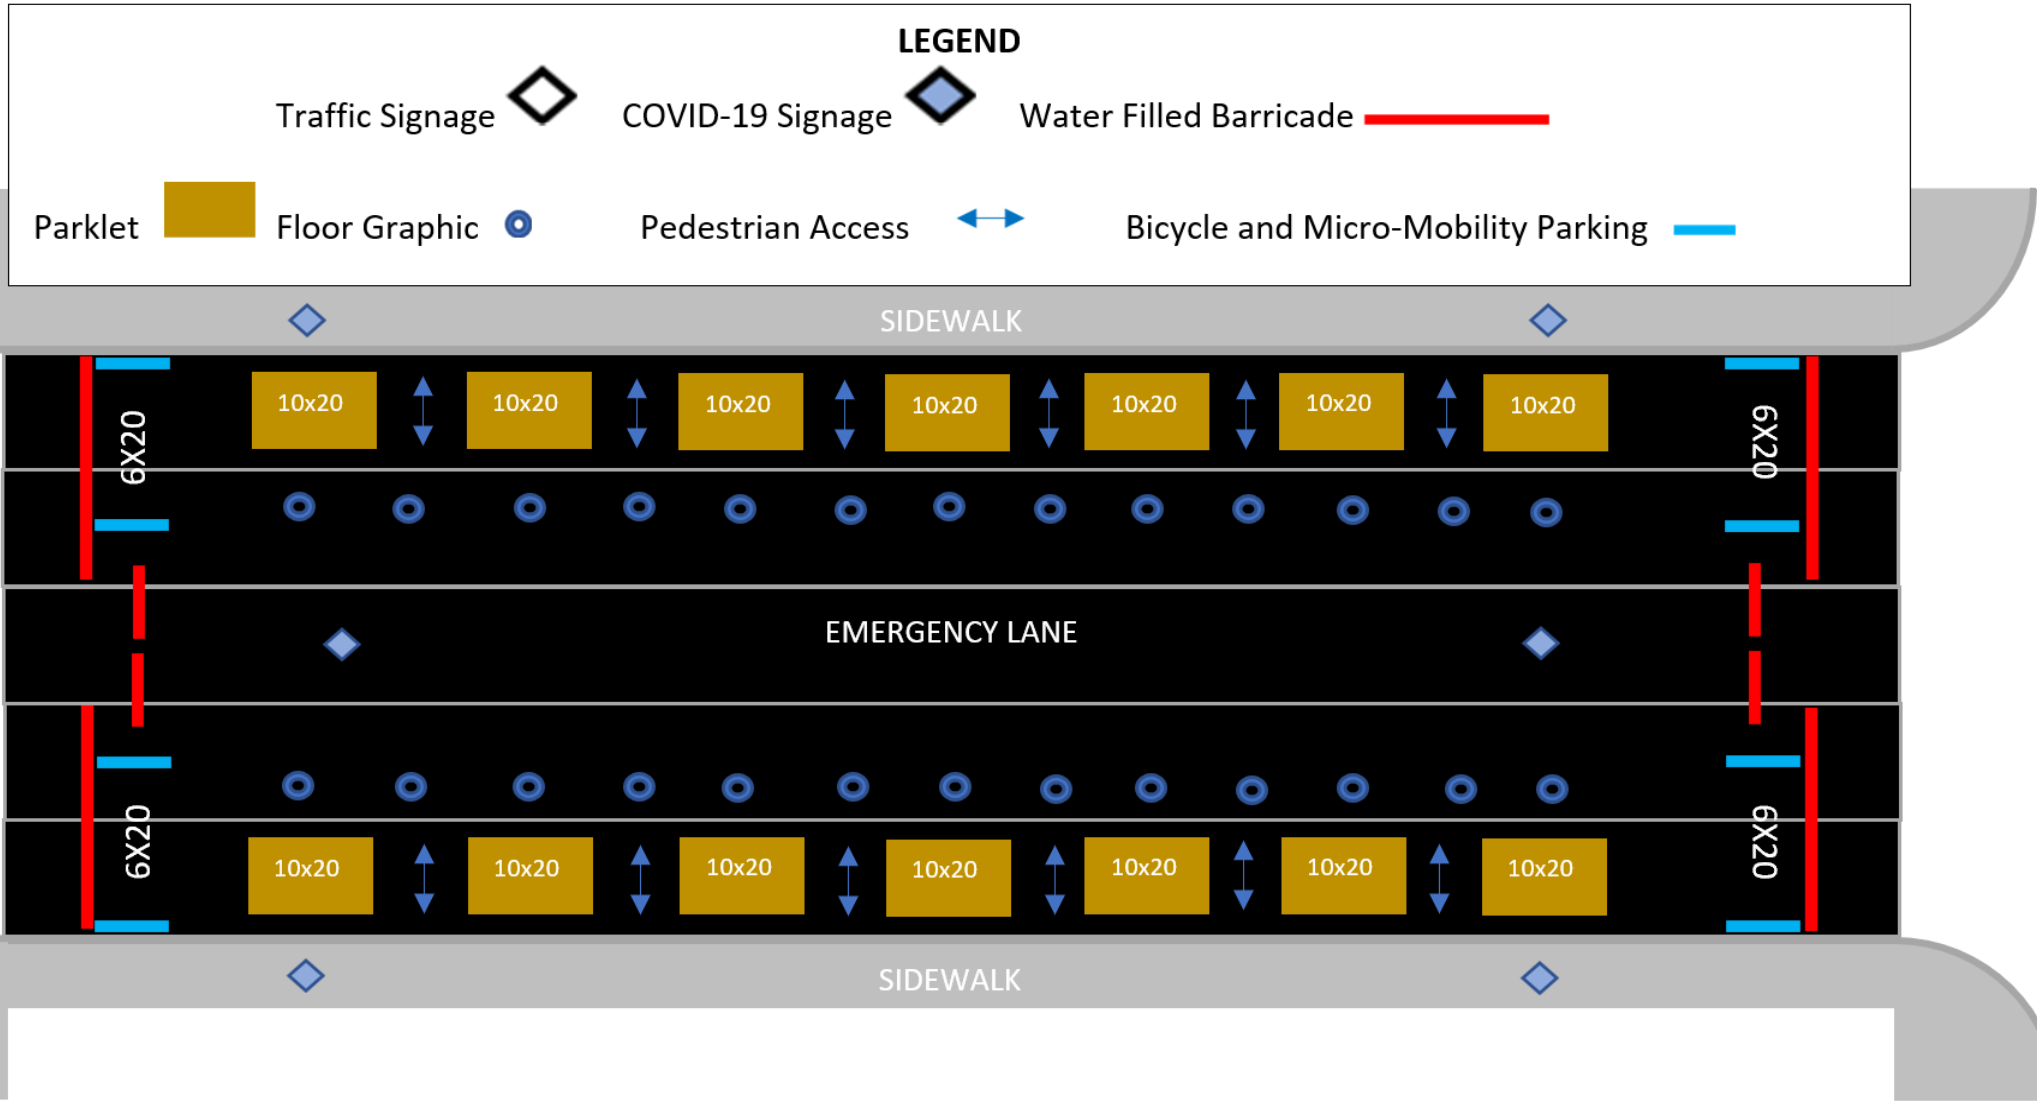 LEGEND
Traffic Signage COVID-19 Signage Water Filled Barricade
Parklet Floor Graphic Pedestrian Access Bicycle and Micro-Mobility Parking
SIDEWALK
10x20 10x20 10x20 10x20 10x20 10x20 10x20
6X20 6X20
EMERGENCY LANE
6X20 6X20
10x20 10x20 10x20 10x20 10x20 10x20 10x20
SIDEWALK